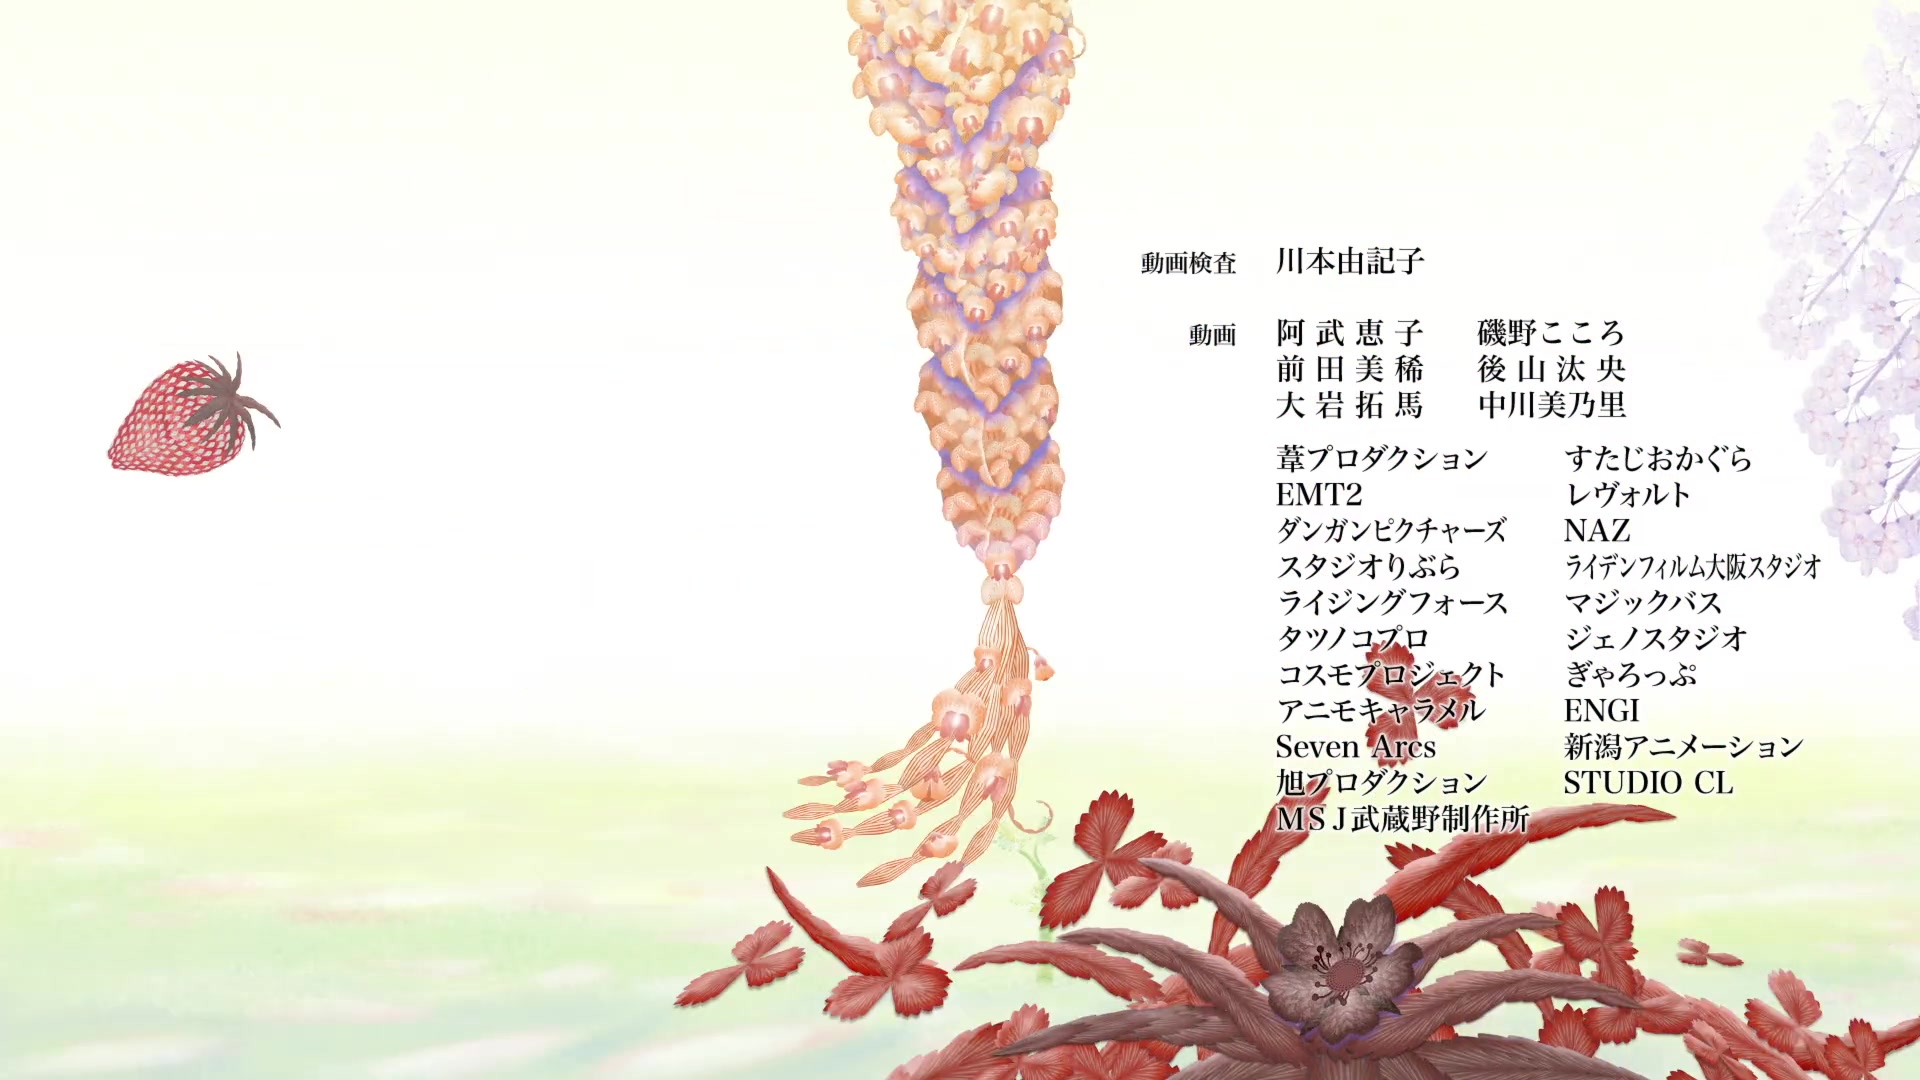 動画検査 川本由記子
動画 阿武恵子 磯野こころ
前田美稀 後山汰央
大岩拓馬 中川美乃里
葦プロダクション すたじおかぐら
EMT2 レヴォルト
ダンガンピクチャーズ NAZ
スタジオりぶら ライデンフィルム大阪スタジオ
ライジングフォース マジックバス
タツノコプロ ジェノスタジオ
コスモプロジェクト ぎゃろっぷ
アニモキャラメル ENGI
Seven Arcs 新潟アニメーション
旭プロダクション STUDIO CL
MSJ武蔵野制作所